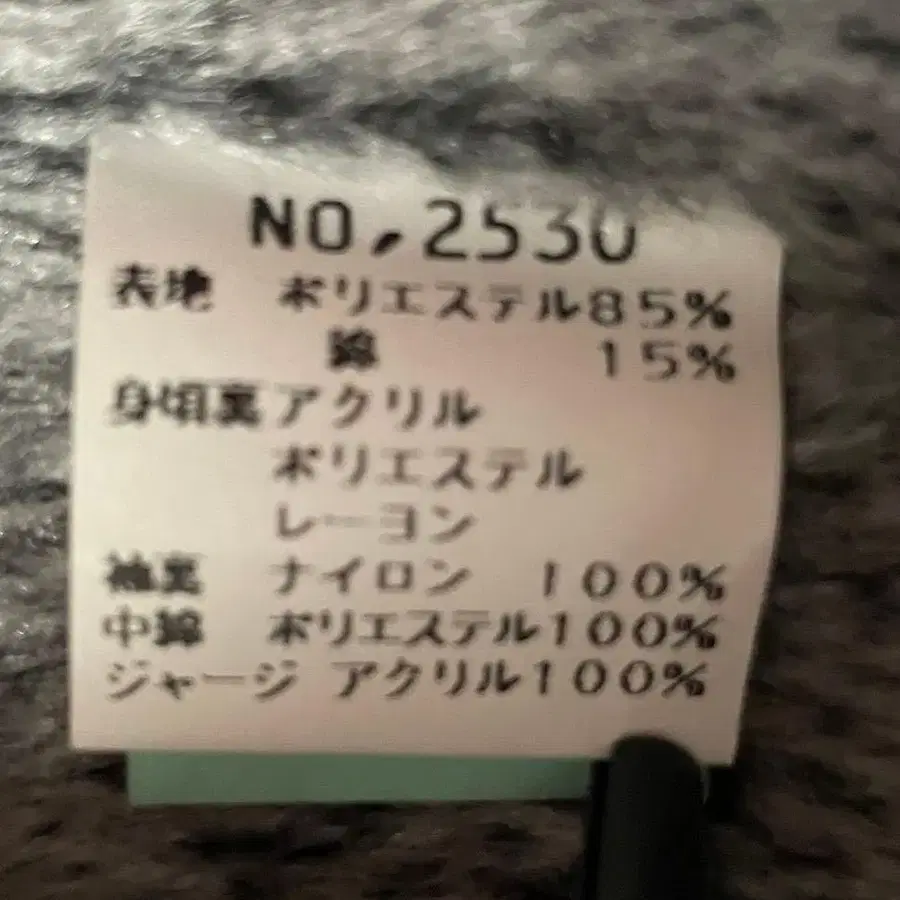 NO,2530
表地 ポリエステル85%
綿 15%
身頃裏アクリル
ポリエステル
レーヨン
袖裏 ナイロン 100%
中綿 ポリエステル100%
ジャージ アクリル100%